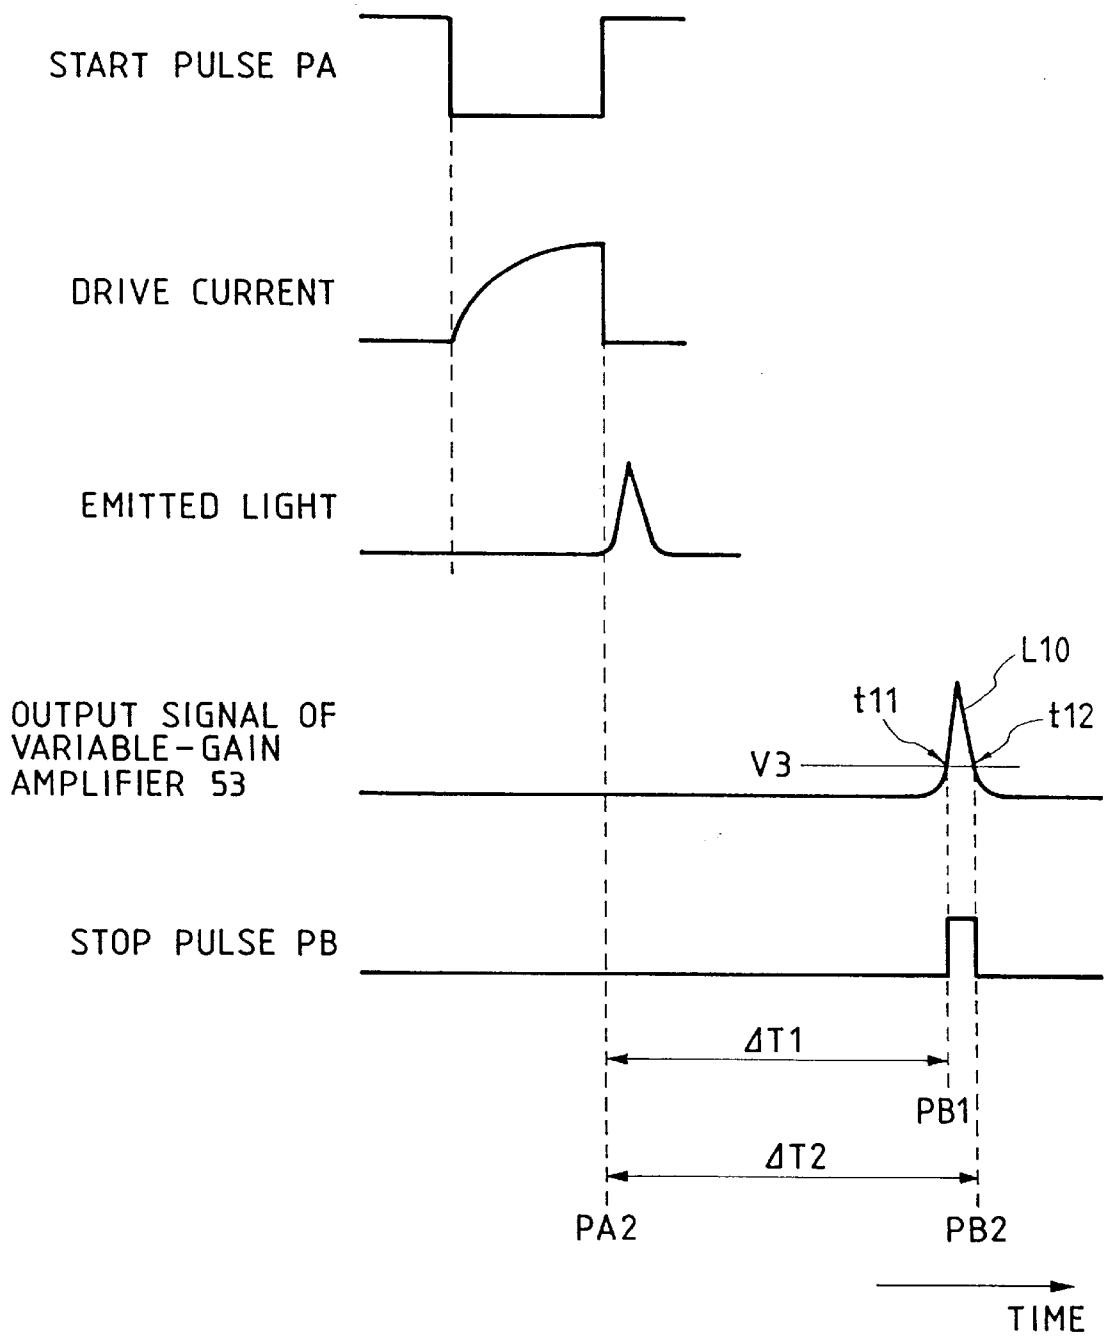 START PULSE PA
DRIVE CURRENT
EMITTED LIGHT
L10
t11
t12
OUTPUT SIGNAL OF
VARIABLE-GAIN
AMPLIFIER 53
V3
STOP PULSE PB
ΔT1
PB1
ΔT2
PA2
PB2
TIME